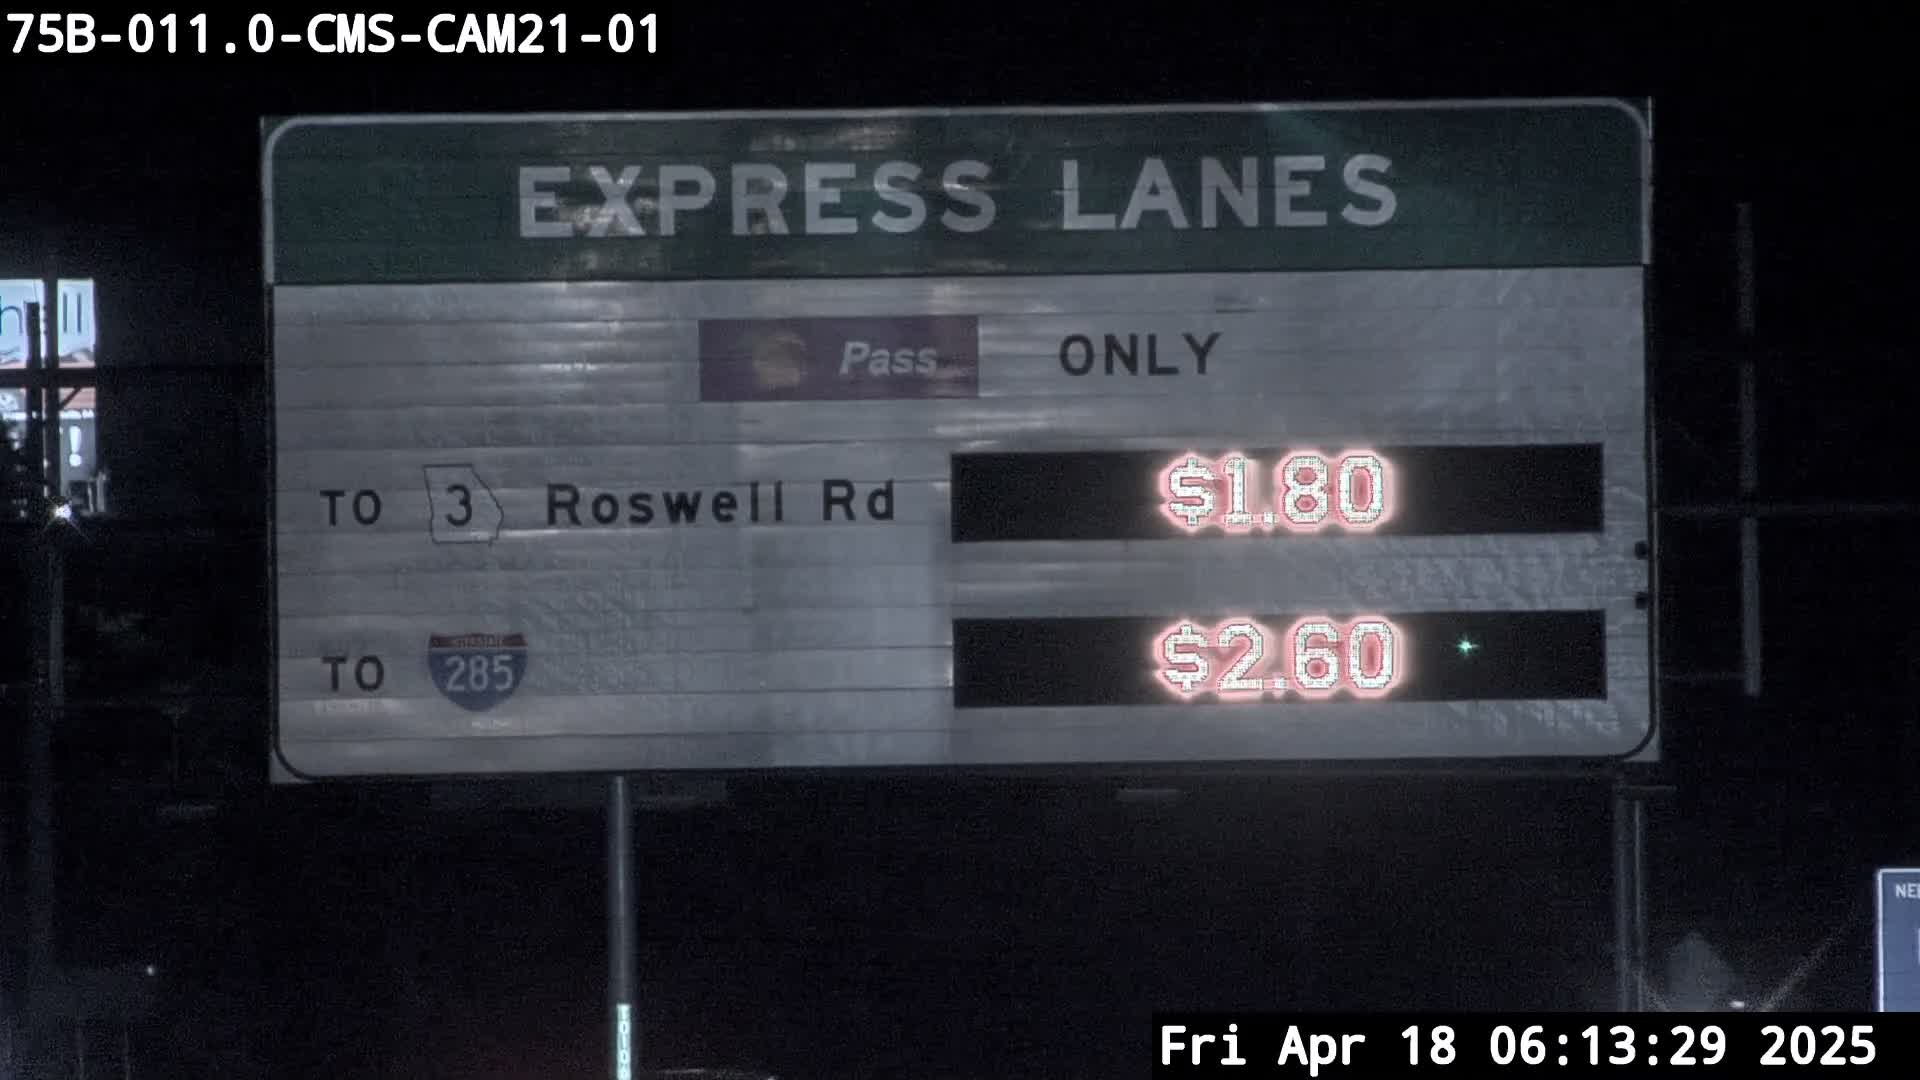 75B-011.0-CMS-CAM21-01
EXPRESS LANES
Pass ONLY
TO 3 Roswell Rd $1.80
TO INTERSTATE 285 $2.60
Fri Apr 18 06:13:29 2025